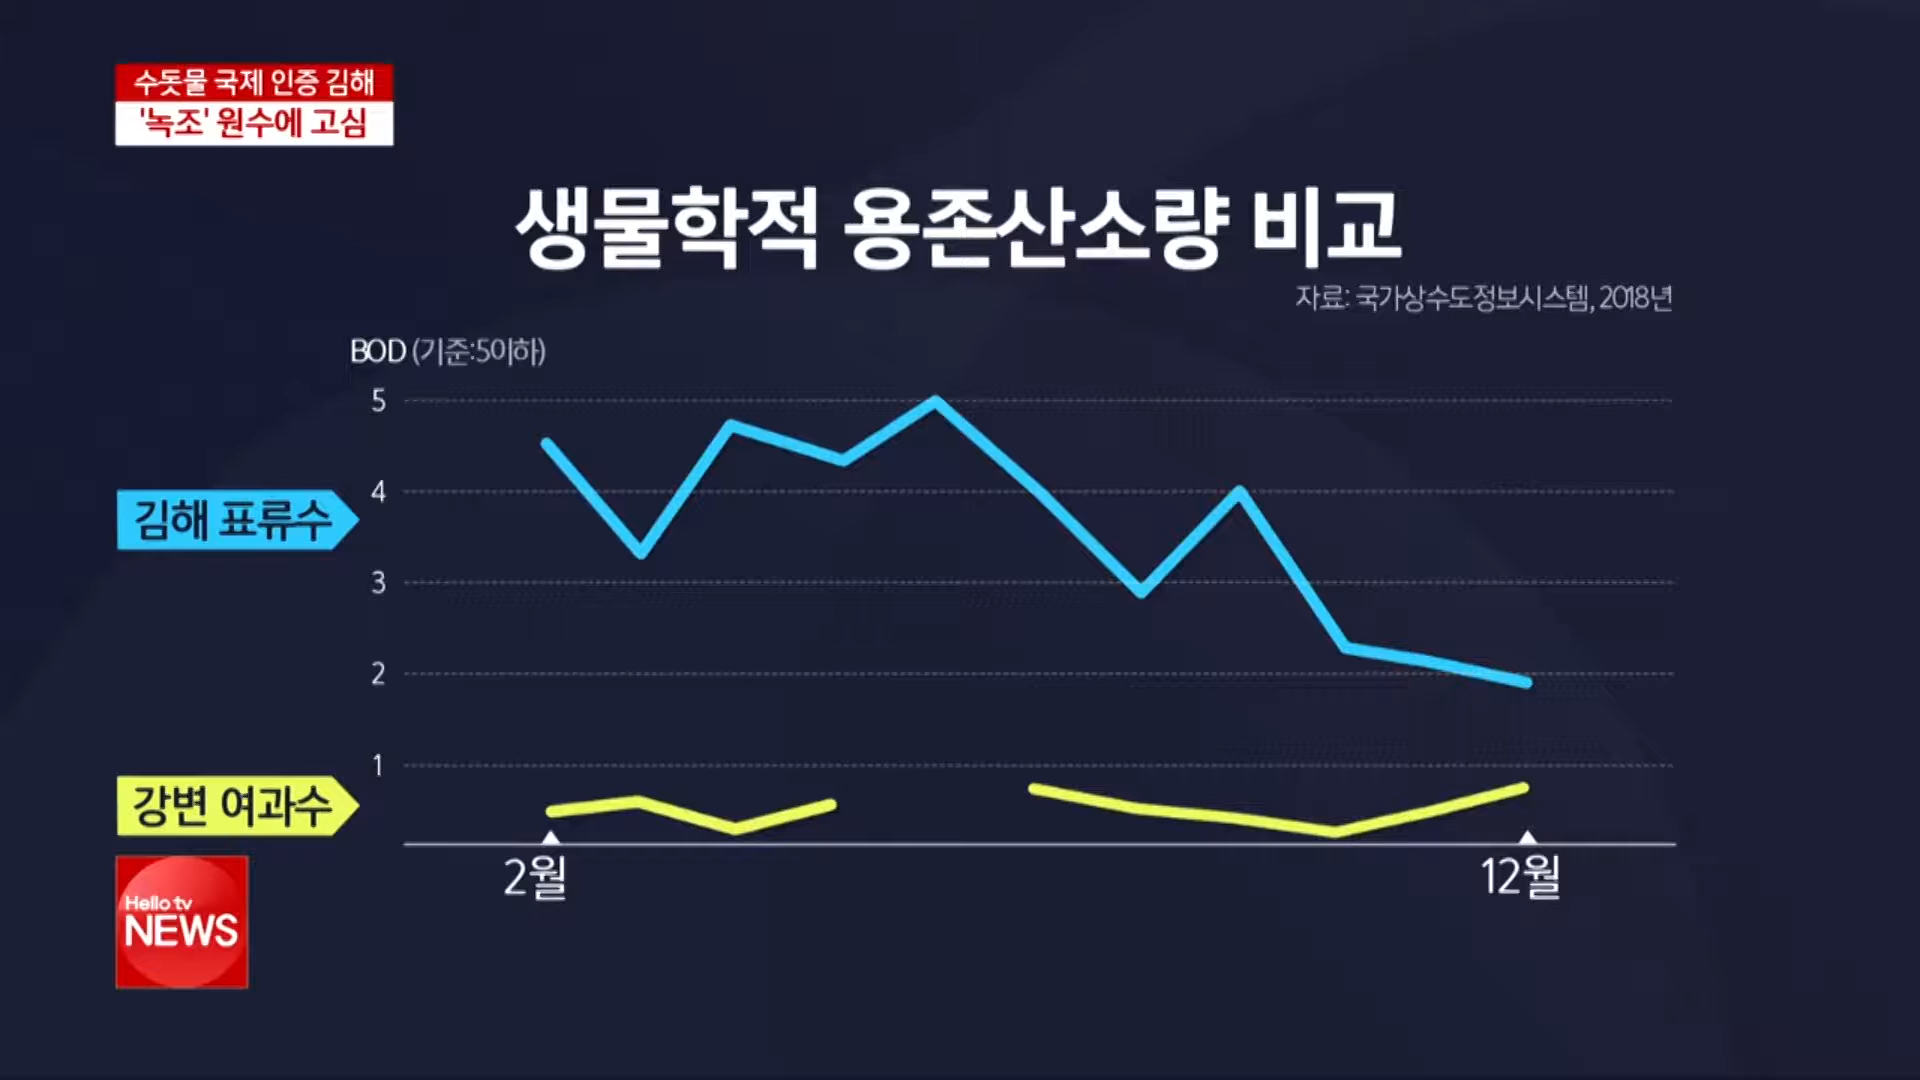 수돗물 국제 인증 김해
'녹조' 원수에 고심
생물학적 용존산소량 비교
자료: 국가상수도정보시스템, 2018년
BOD (기준:5이하)
5
4
김해 표류수
3
2
1
강변 여과수
2월
12월
Hello tv
NEWS